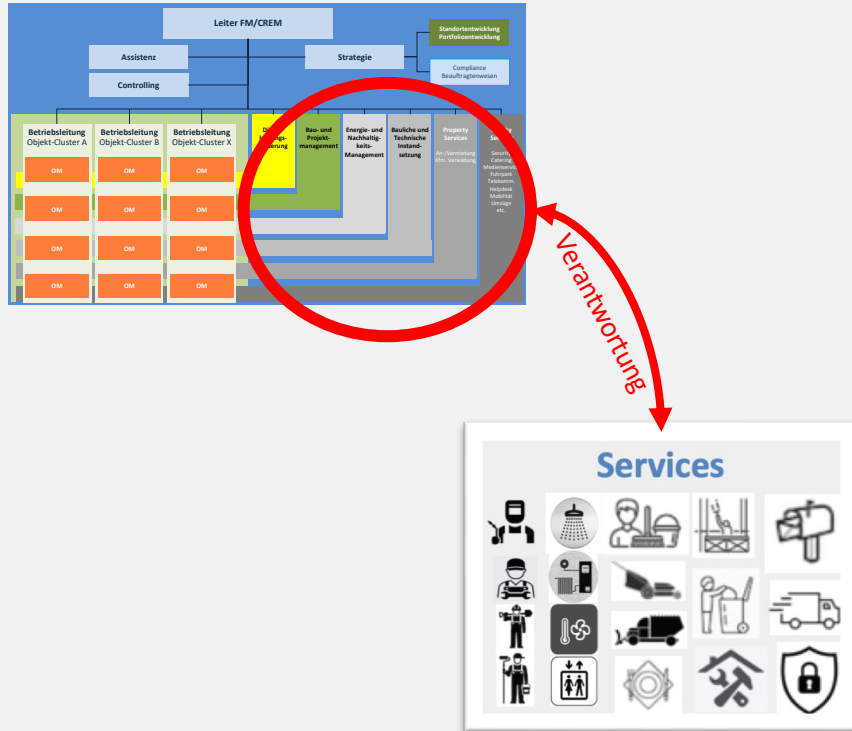 Leiter FM/CREM
Standortentwicklung
Portfolioentwicklung
Assistenz
Strategie
Compliance
Beauftragtenwesen
Controlling
Betriebsleitung
Objekt-Cluster A
Betriebsleitung
Objekt-Cluster B
Betriebsleitung
Objekt-Cluster X
Bau- und
Projekt-
management
Energie- und
Nachhaltig-
keits-
Management
Bauliche und
Technische
Instand-
setzung
Property
Services
An-/Vermietung
Kfm. Verwaltung
Security
Catering
Medienservice
Fuhrpark
Telekomm.
Helpdesk
Mobilität
Umzüge
etc.
OM
OM
OM
OM
OM
OM
OM
OM
OM
OM
OM
OM
Verantwortung
Services